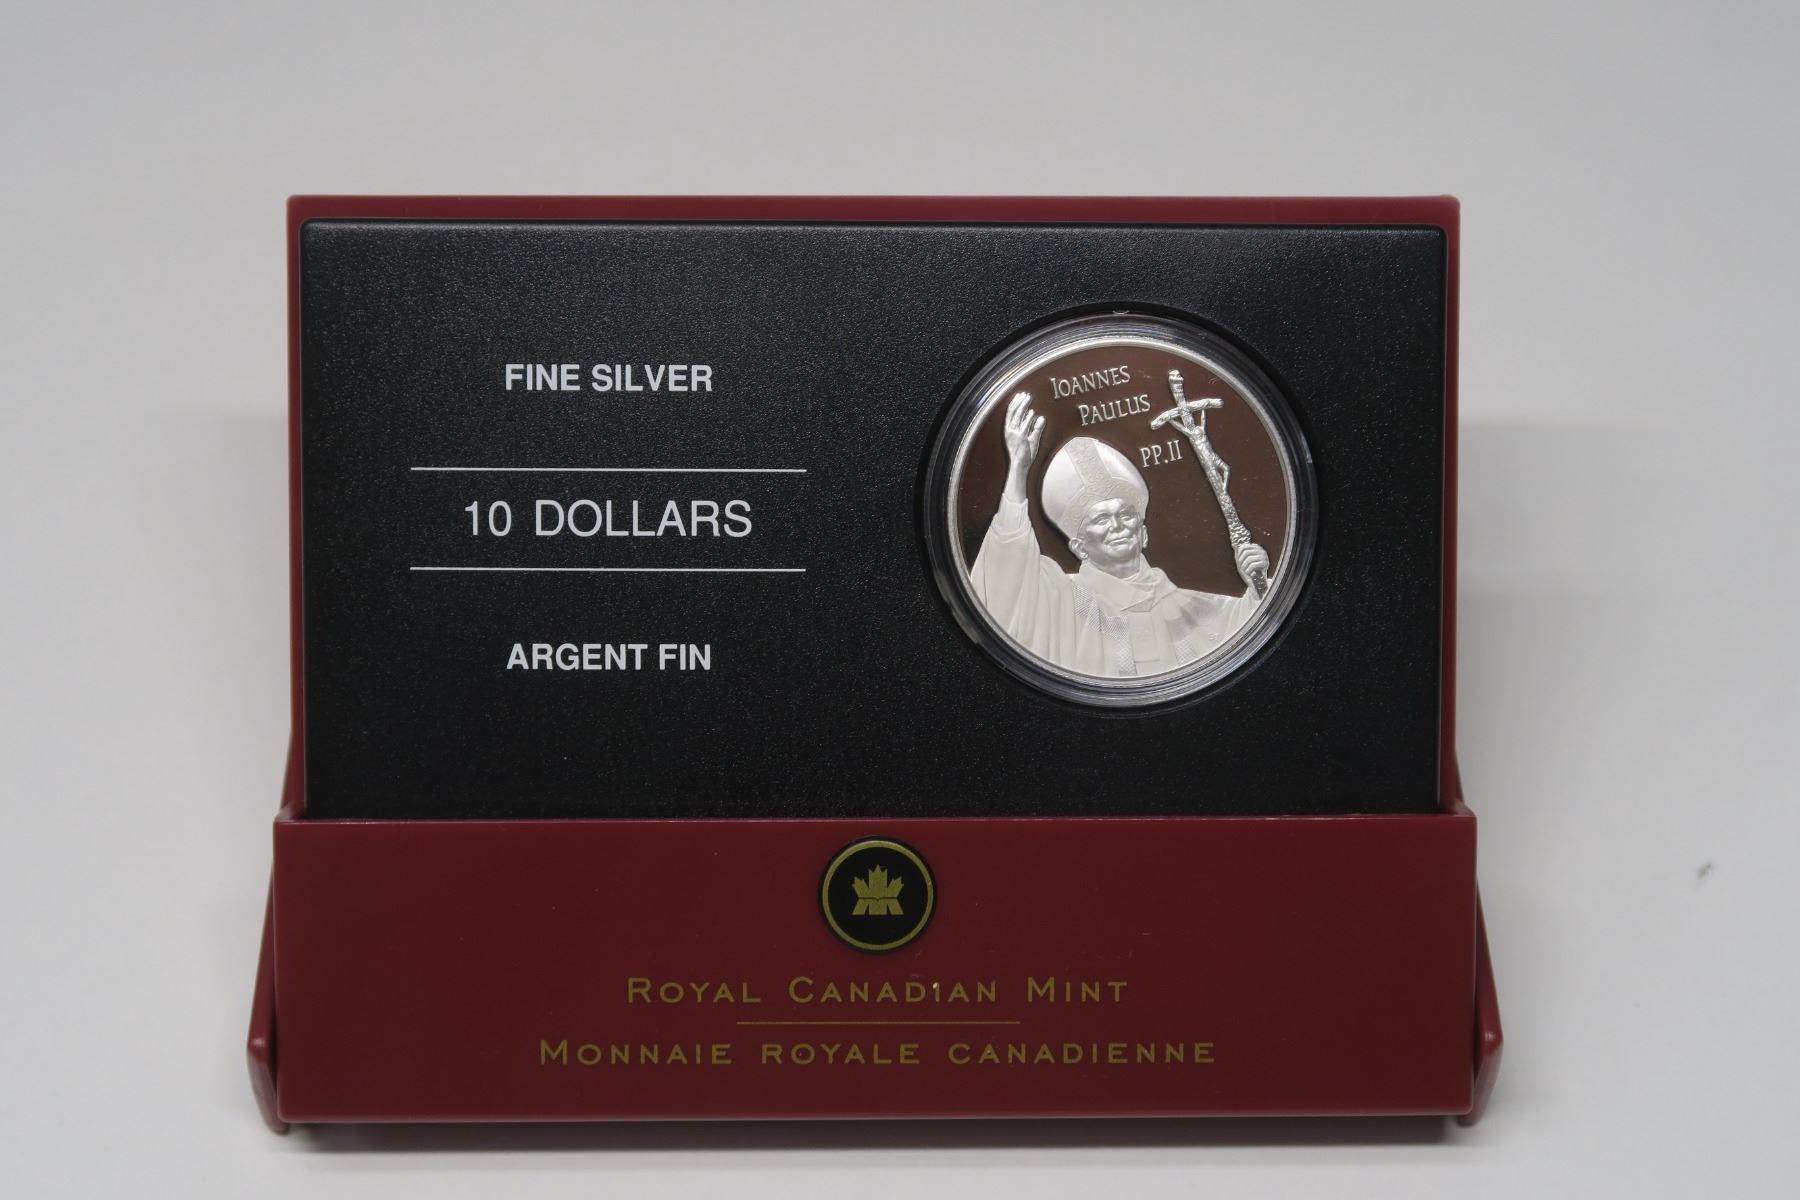 FINE SILVER
10 DOLLARS
ARGENT FIN
IOANNES
PAULUS
PP.II
ROYAL CANADIAN MINT
MONNAIE ROYALE CANADIENNE